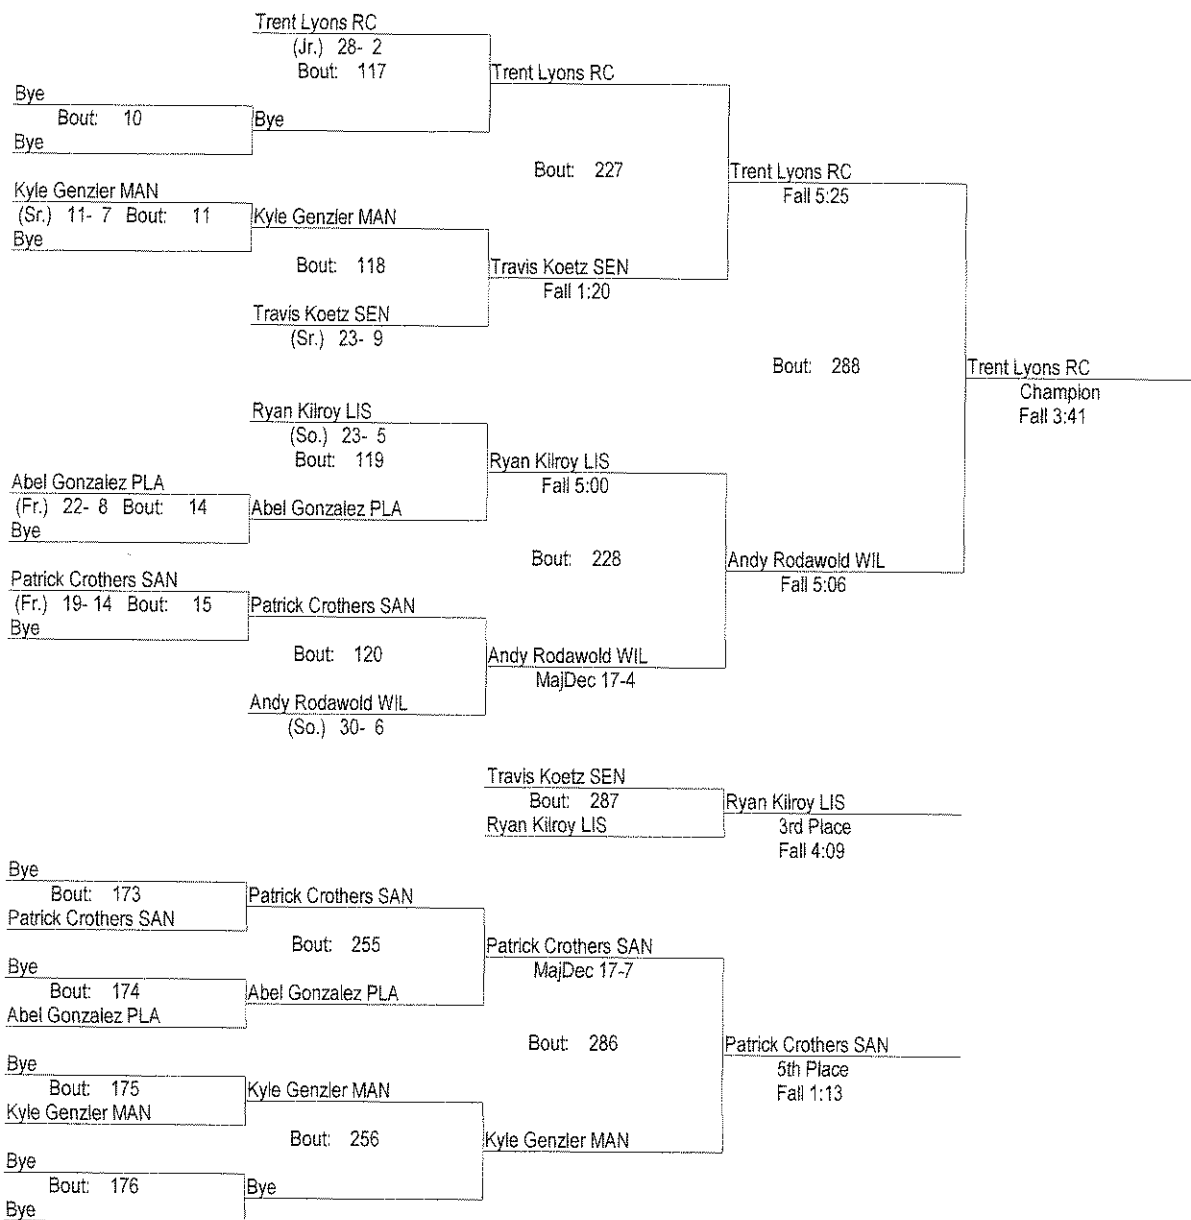 Trent Lyons RC
(Jr.) 28- 2
Bout: 117
Trent Lyons RC
Bye
Bout: 10
Bye
Bye
Bout: 227
Trent Lyons RC
Fall 5:25
Kyle Genzler MAN
(Sr.) 11- 7 Bout: 11
Kyle Genzler MAN
Bye
Bout: 118
Travis Koetz SEN
Fall 1:20
Travis Koetz SEN
(Sr.) 23- 9
Bout: 288
Trent Lyons RC
Champion
Fall 3:41
Ryan Kilroy LIS
(So.) 23- 5
Bout: 119
Ryan Kilroy LIS
Fall 5:00
Abel Gonzalez PLA
(Fr.) 22- 8 Bout: 14
Abel Gonzalez PLA
Bye
Bout: 228
Andy Rodawold WIL
Fall 5:06
Patrick Crothers SAN
(Fr.) 19- 14 Bout: 15
Patrick Crothers SAN
Bye
Bout: 120
Andy Rodawold WIL
MajDec 17-4
Andy Rodawold WIL
(So.) 30- 6
Travis Koetz SEN
Bout: 287
Ryan Kilroy LIS
Ryan Kilroy LIS
3rd Place
Fall 4:09
Bye
Bout: 173
Patrick Crothers SAN
Patrick Crothers SAN
Bout: 255
Patrick Crothers SAN
MajDec 17-7
Bye
Bout: 174
Abel Gonzalez PLA
Abel Gonzalez PLA
Bout: 286
Patrick Crothers SAN
5th Place
Fall 1:13
Bye
Bout: 175
Kyle Genzler MAN
Kyle Genzler MAN
Bout: 256
Kyle Genzler MAN
Bye
Bout: 176
Bye
Bye